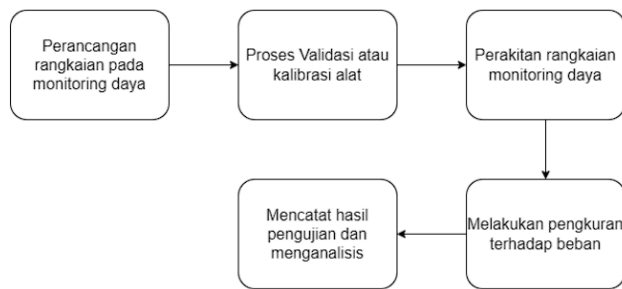 Perancangan
rangkaian pada
monitoring daya
Proses Validasi atau
kalibrasi alat
Perakitan rangkaian
monitoring daya
Melakukan pengkuran
terhadap beban
Mencatat hasil
pengujian dan
menganalisis